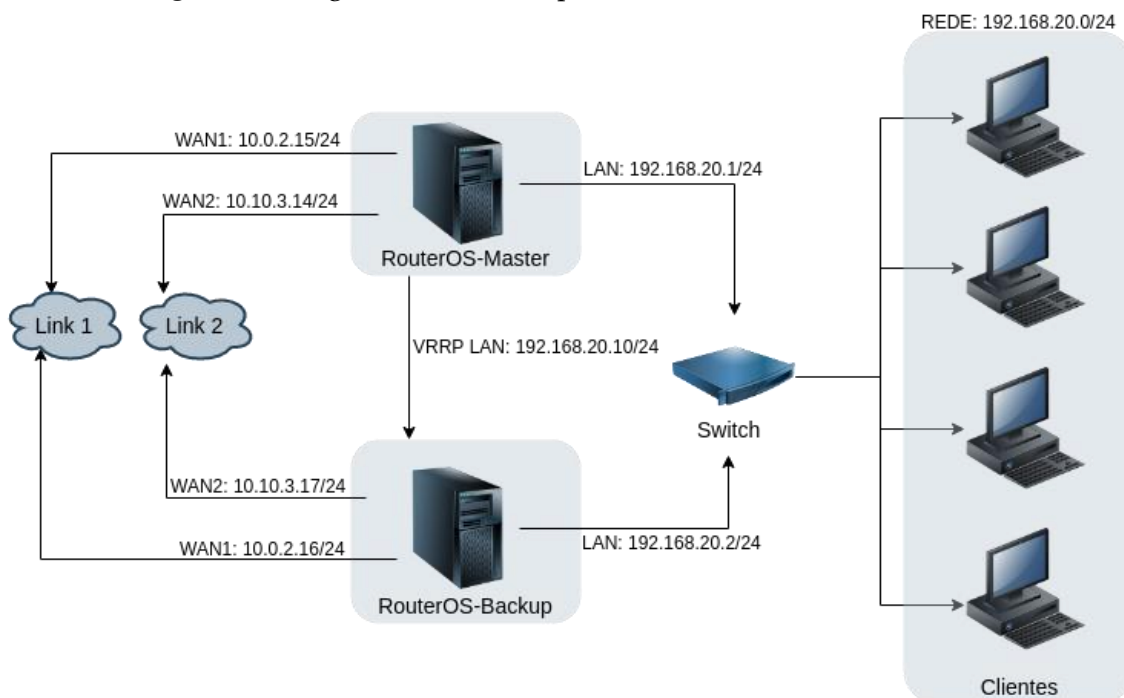 REDE: 192.168.20.0/24
WAN1: 10.0.2.15/24
LAN: 192.168.20.1/24
WAN2: 10.10.3.14/24
RouterOS-Master
Link 1
Link 2
VRRP LAN: 192.168.20.10/24
Switch
WAN2: 10.10.3.17/24
WAN1: 10.0.2.16/24
LAN: 192.168.20.2/24
RouterOS-Backup
Clientes